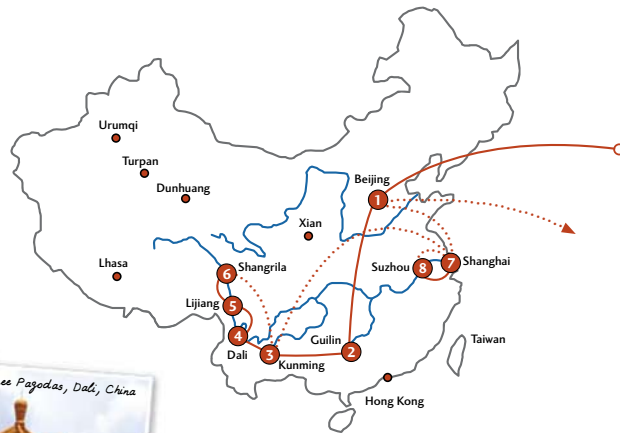 Urumqi
Turpan
Dunhuang
Beijing
1
Xian
Lhasa
6 Shangrila
Suzhou 8
7 Shanghai
Lijiang 5
4
Dali
3
Kunming
Guilin
2
Taiwan
Hong Kong
ee Pagodas, Dali, China